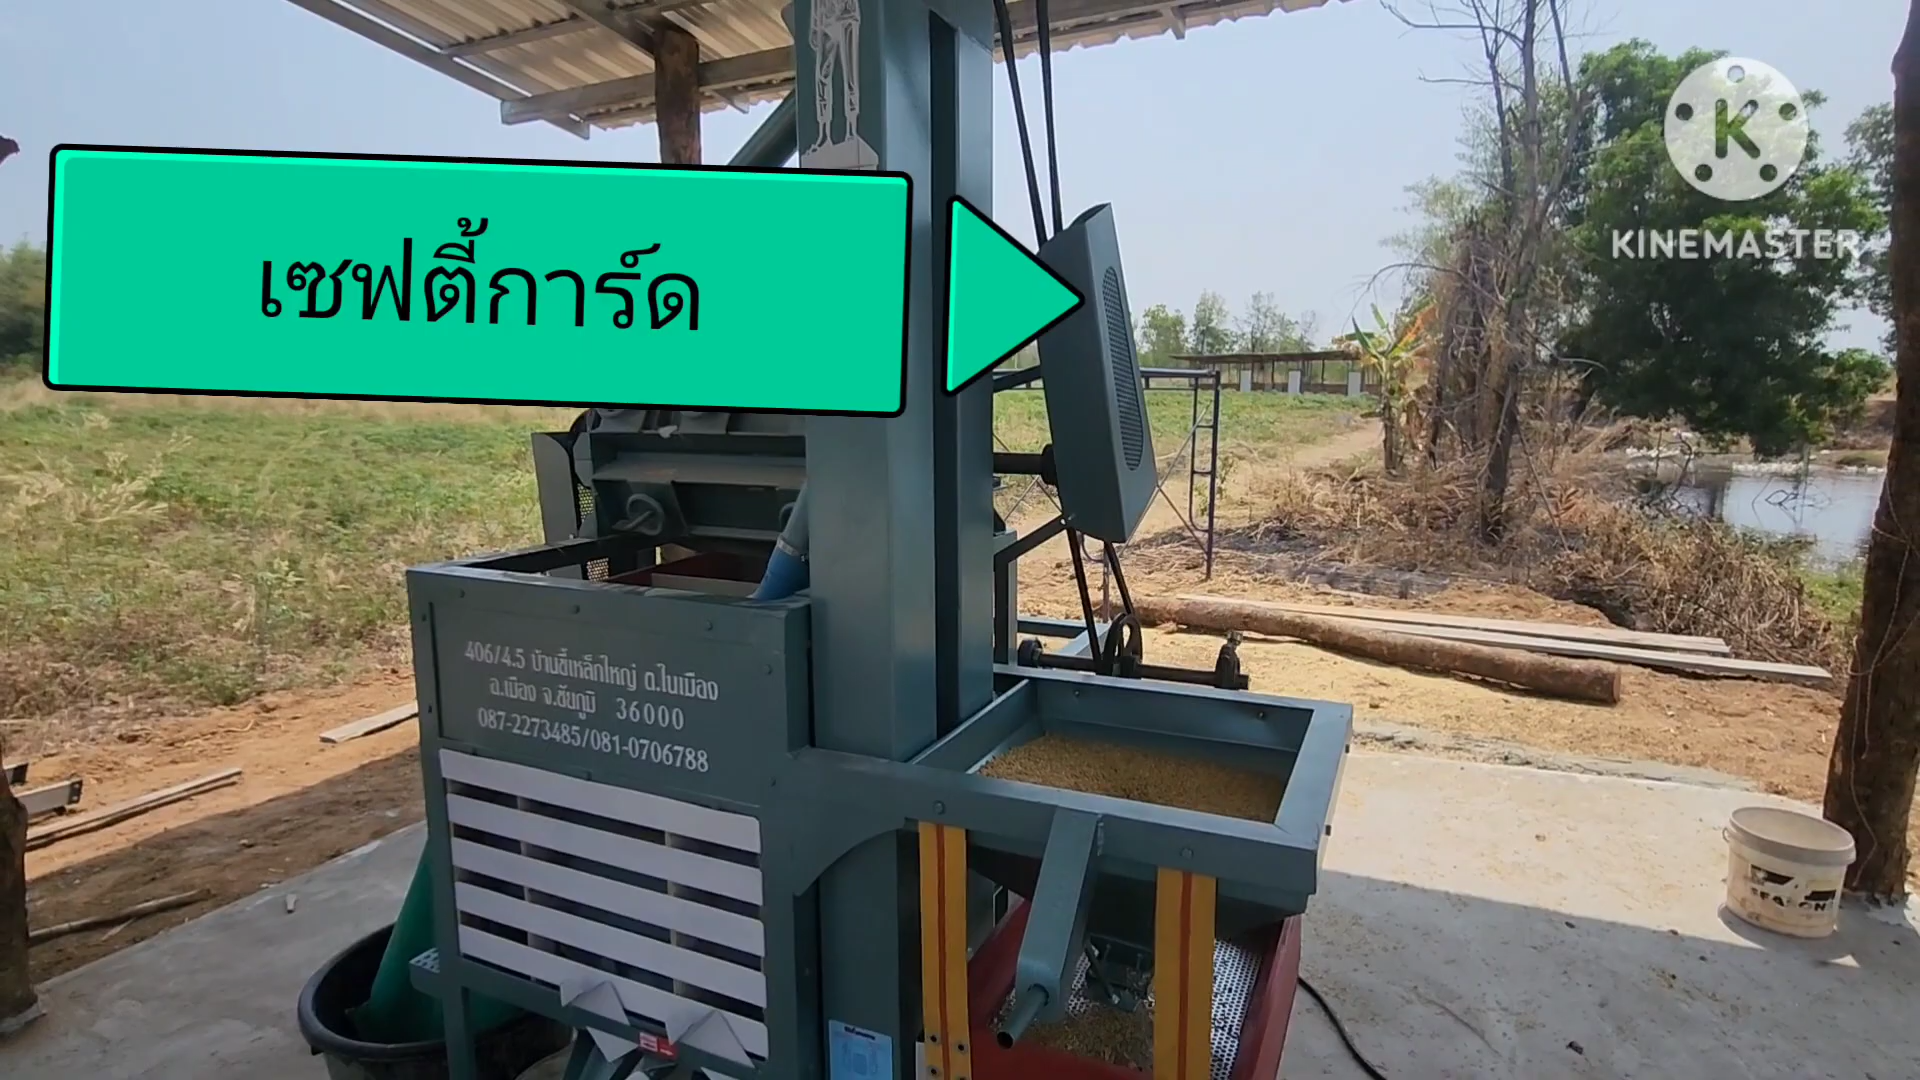 เซฟตี้การ์ด
K
KINEMASTER
406/4.5 บ้านขี้เหล็กใหญ่ ต.ในเมือง
อ.เมือง จ.ชัยภูมิ 36000
087-2273485/081-0706788